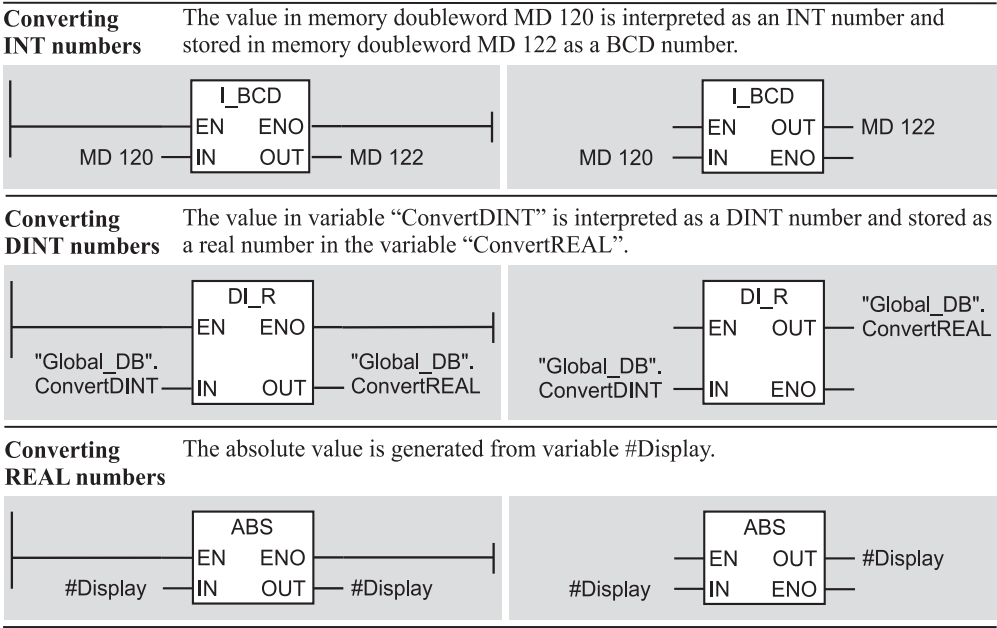 Converting The value in memory doubleword MD 120 is interpreted as an INT number and
INT numbers stored in memory doubleword MD 122 as a BCD number.
I_BCD
EN ENO
MD 120 IN OUT MD 122
I_BCD
EN OUT MD 122
MD 120 IN ENO
Converting The value in variable “ConvertDINT” is interpreted as a DINT number and stored as
DINT numbers a real number in the variable “ConvertREAL”.
DI_R
EN ENO
"Global_DB". "Global_DB".
ConvertDINT IN OUT ConvertREAL
DI_R
"Global_DB".
EN OUT ConvertREAL
"Global_DB".
ConvertDINT IN ENO
Converting The absolute value is generated from variable #Display.
REAL numbers
ABS
EN ENO
#Display IN OUT #Display
ABS
EN OUT #Display
#Display IN ENO